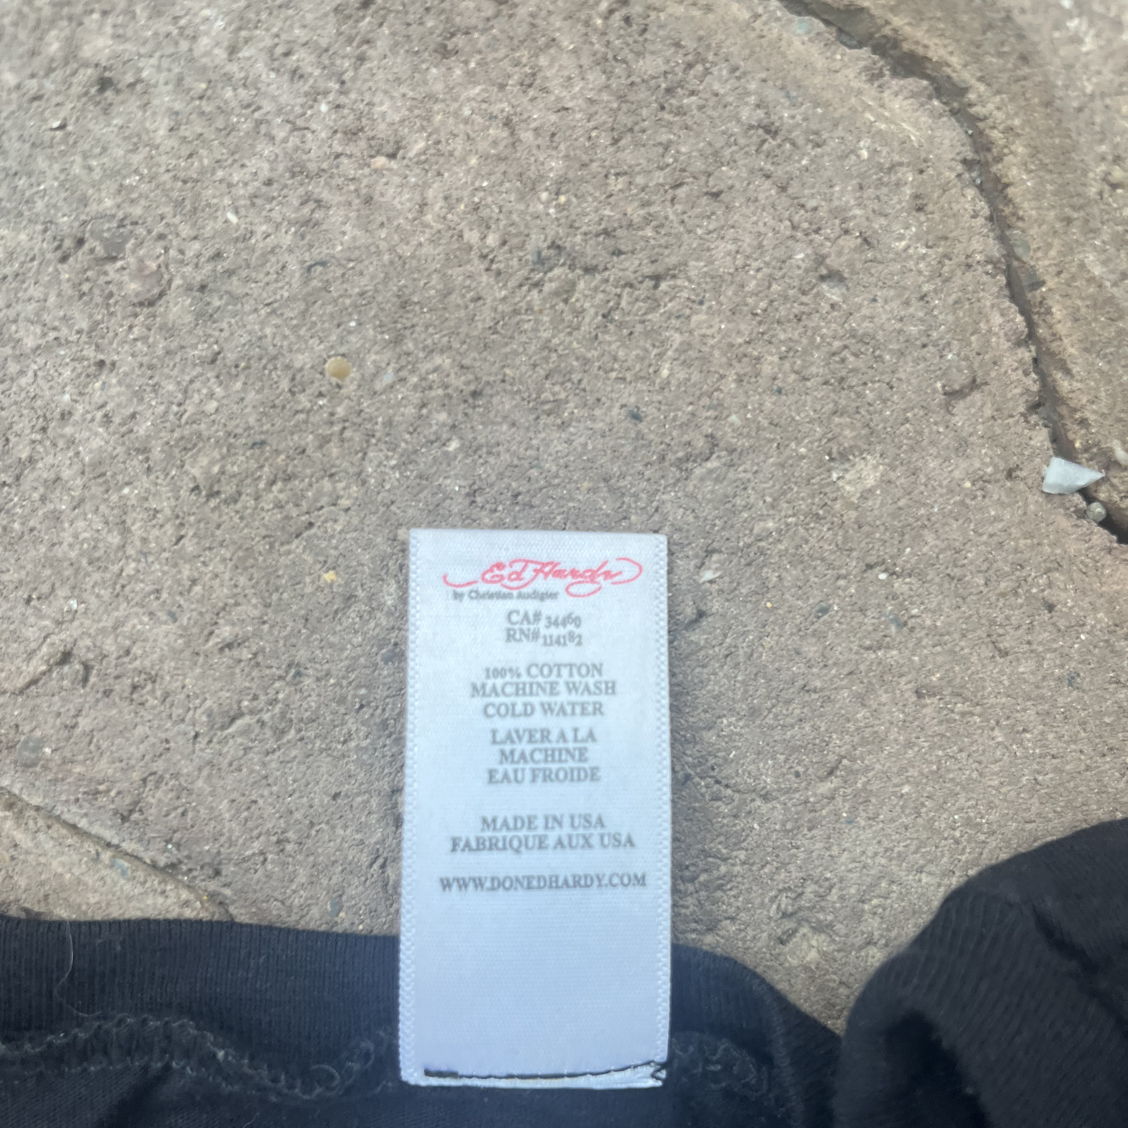 Ed Hardy
by Christian Audigier
CA# 34460
RN# 114182
100% COTTON
MACHINE WASH
COLD WATER
LAVER A LA
MACHINE
EAU FROIDE
MADE IN USA
FABRIQUE AUX USA
WWW.DONEDHARDY.COM